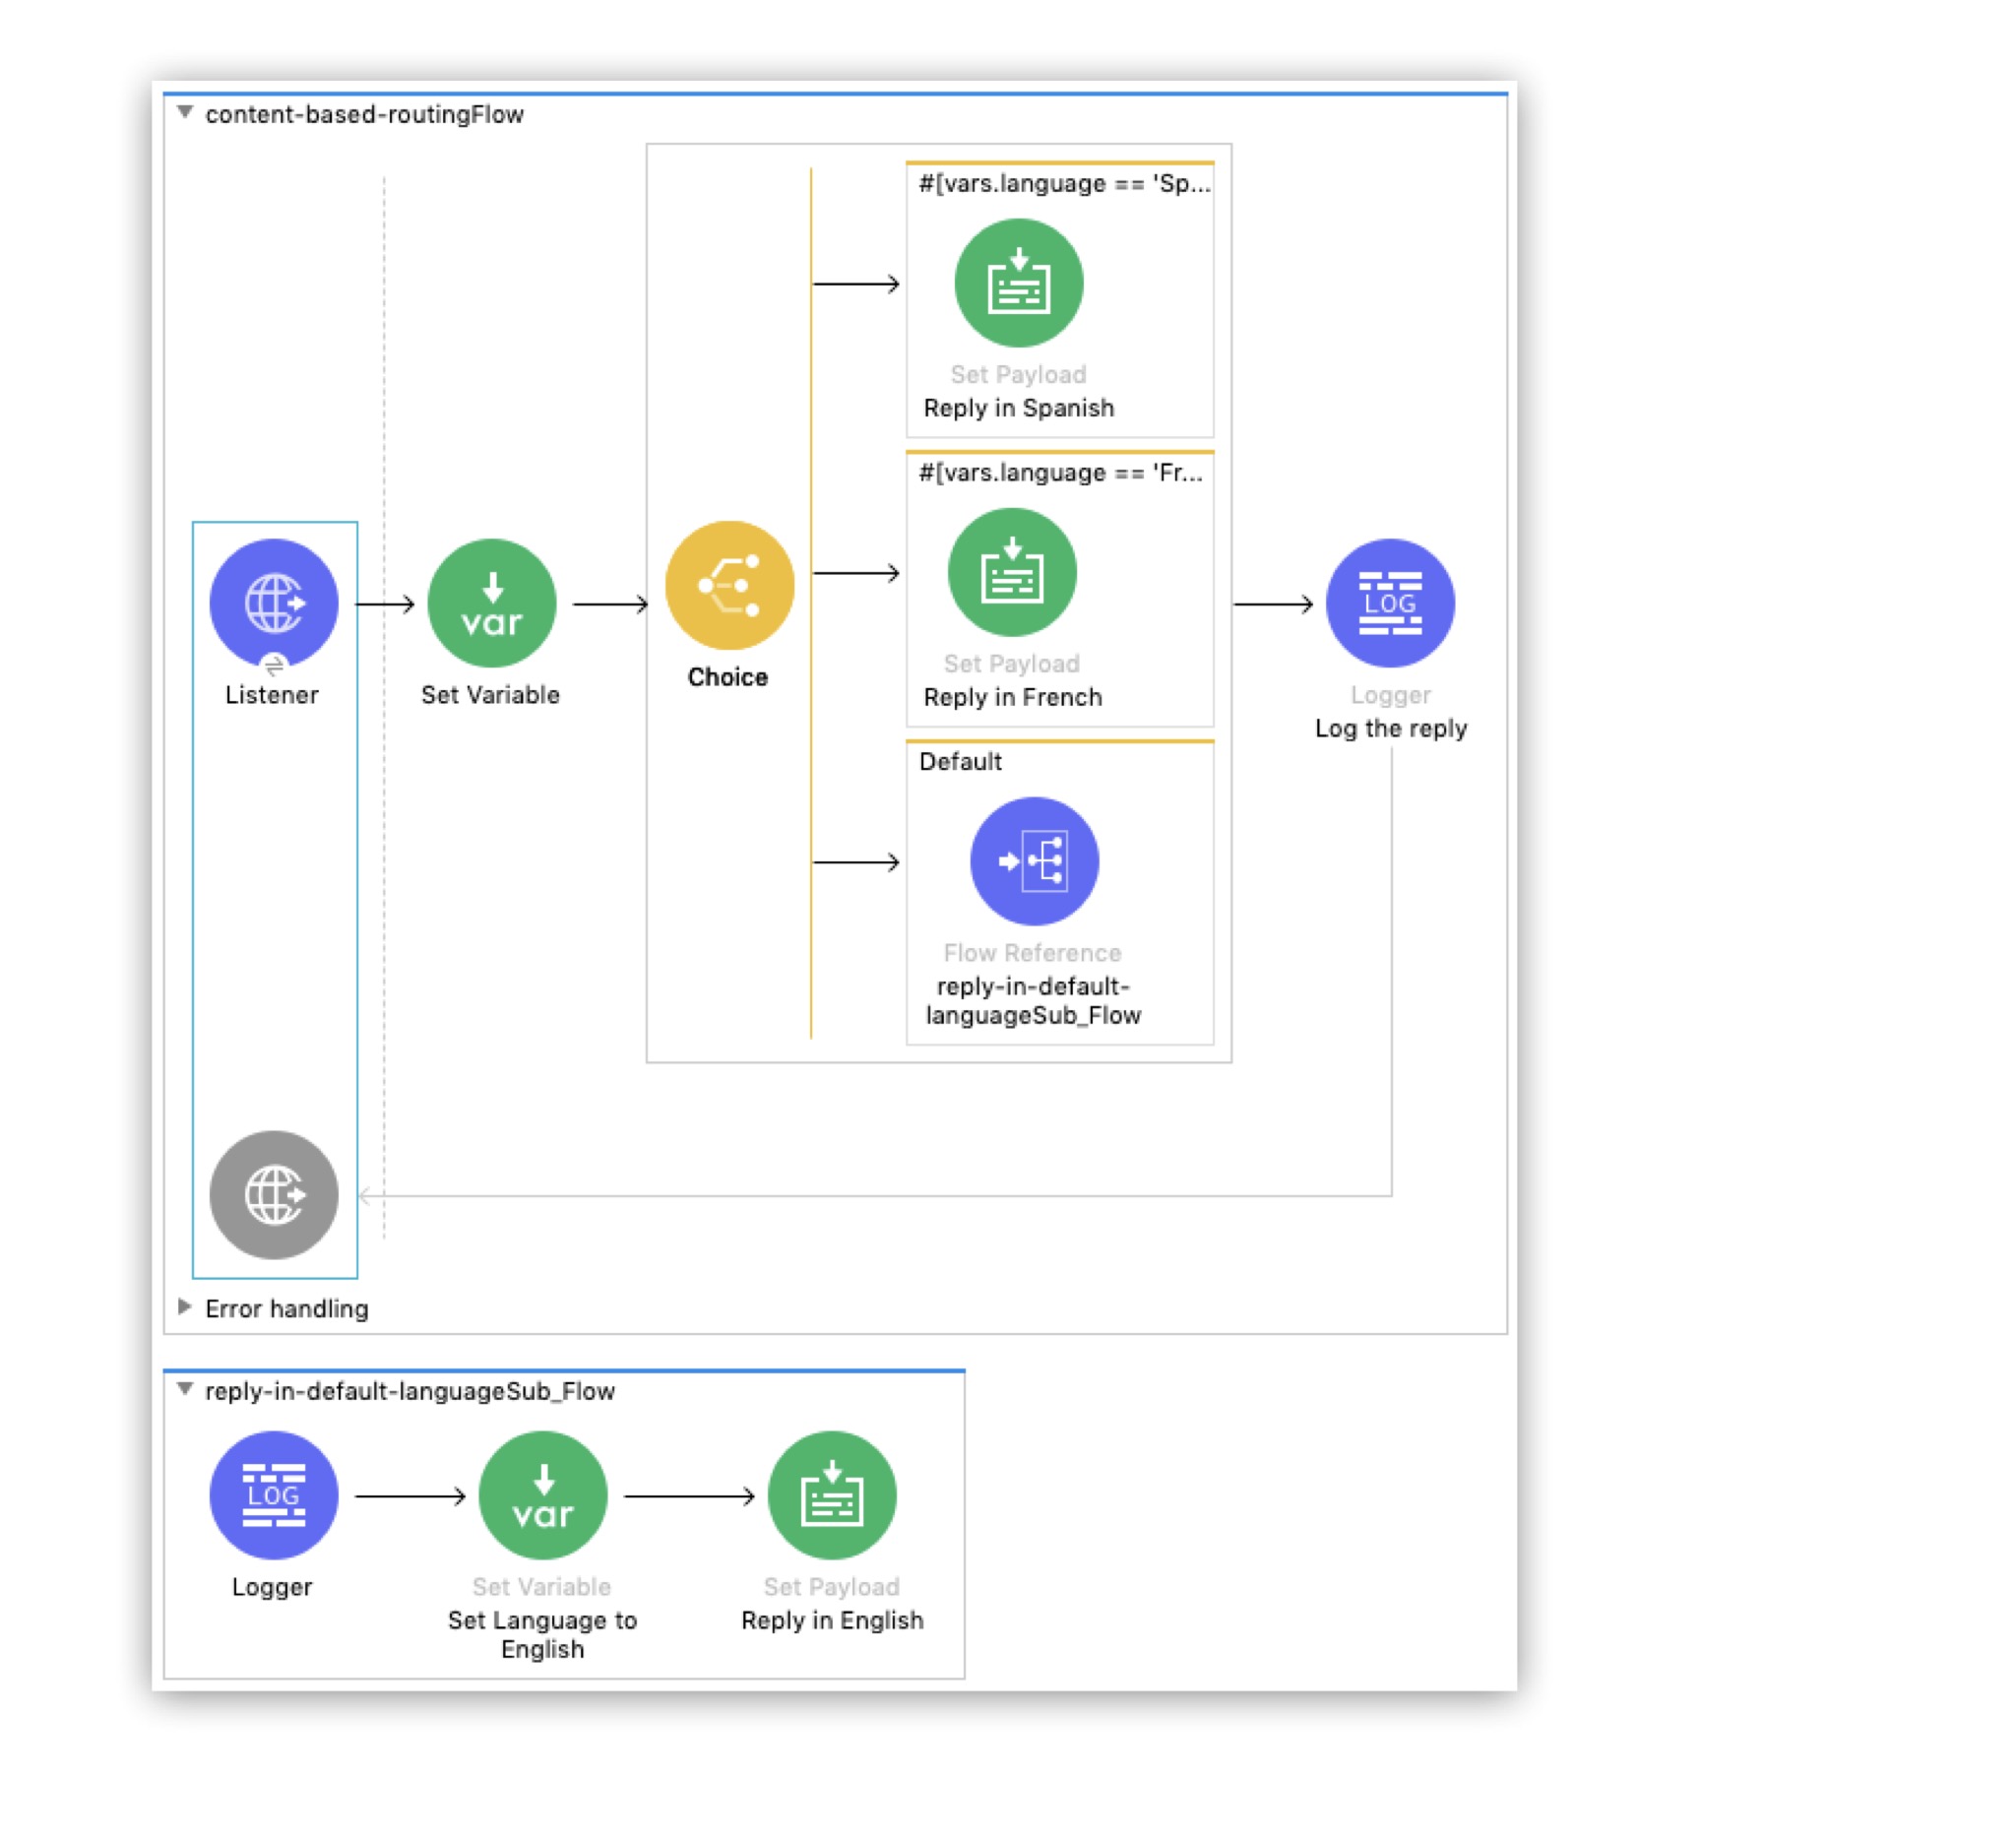 content-based-routingFlow
#[vars.language == 'Sp...
Set Payload
Reply in Spanish
#[vars.language == 'Fr...
Set Payload
Reply in French
Default
Flow Reference
reply-in-default-
languageSub_Flow
Listener
var
Set Variable
Choice
LOG
Logger
Log the reply
Error handling
reply-in-default-languageSub_Flow
LOG
Logger
var
Set Variable
Set Language to
English
Set Payload
Reply in English